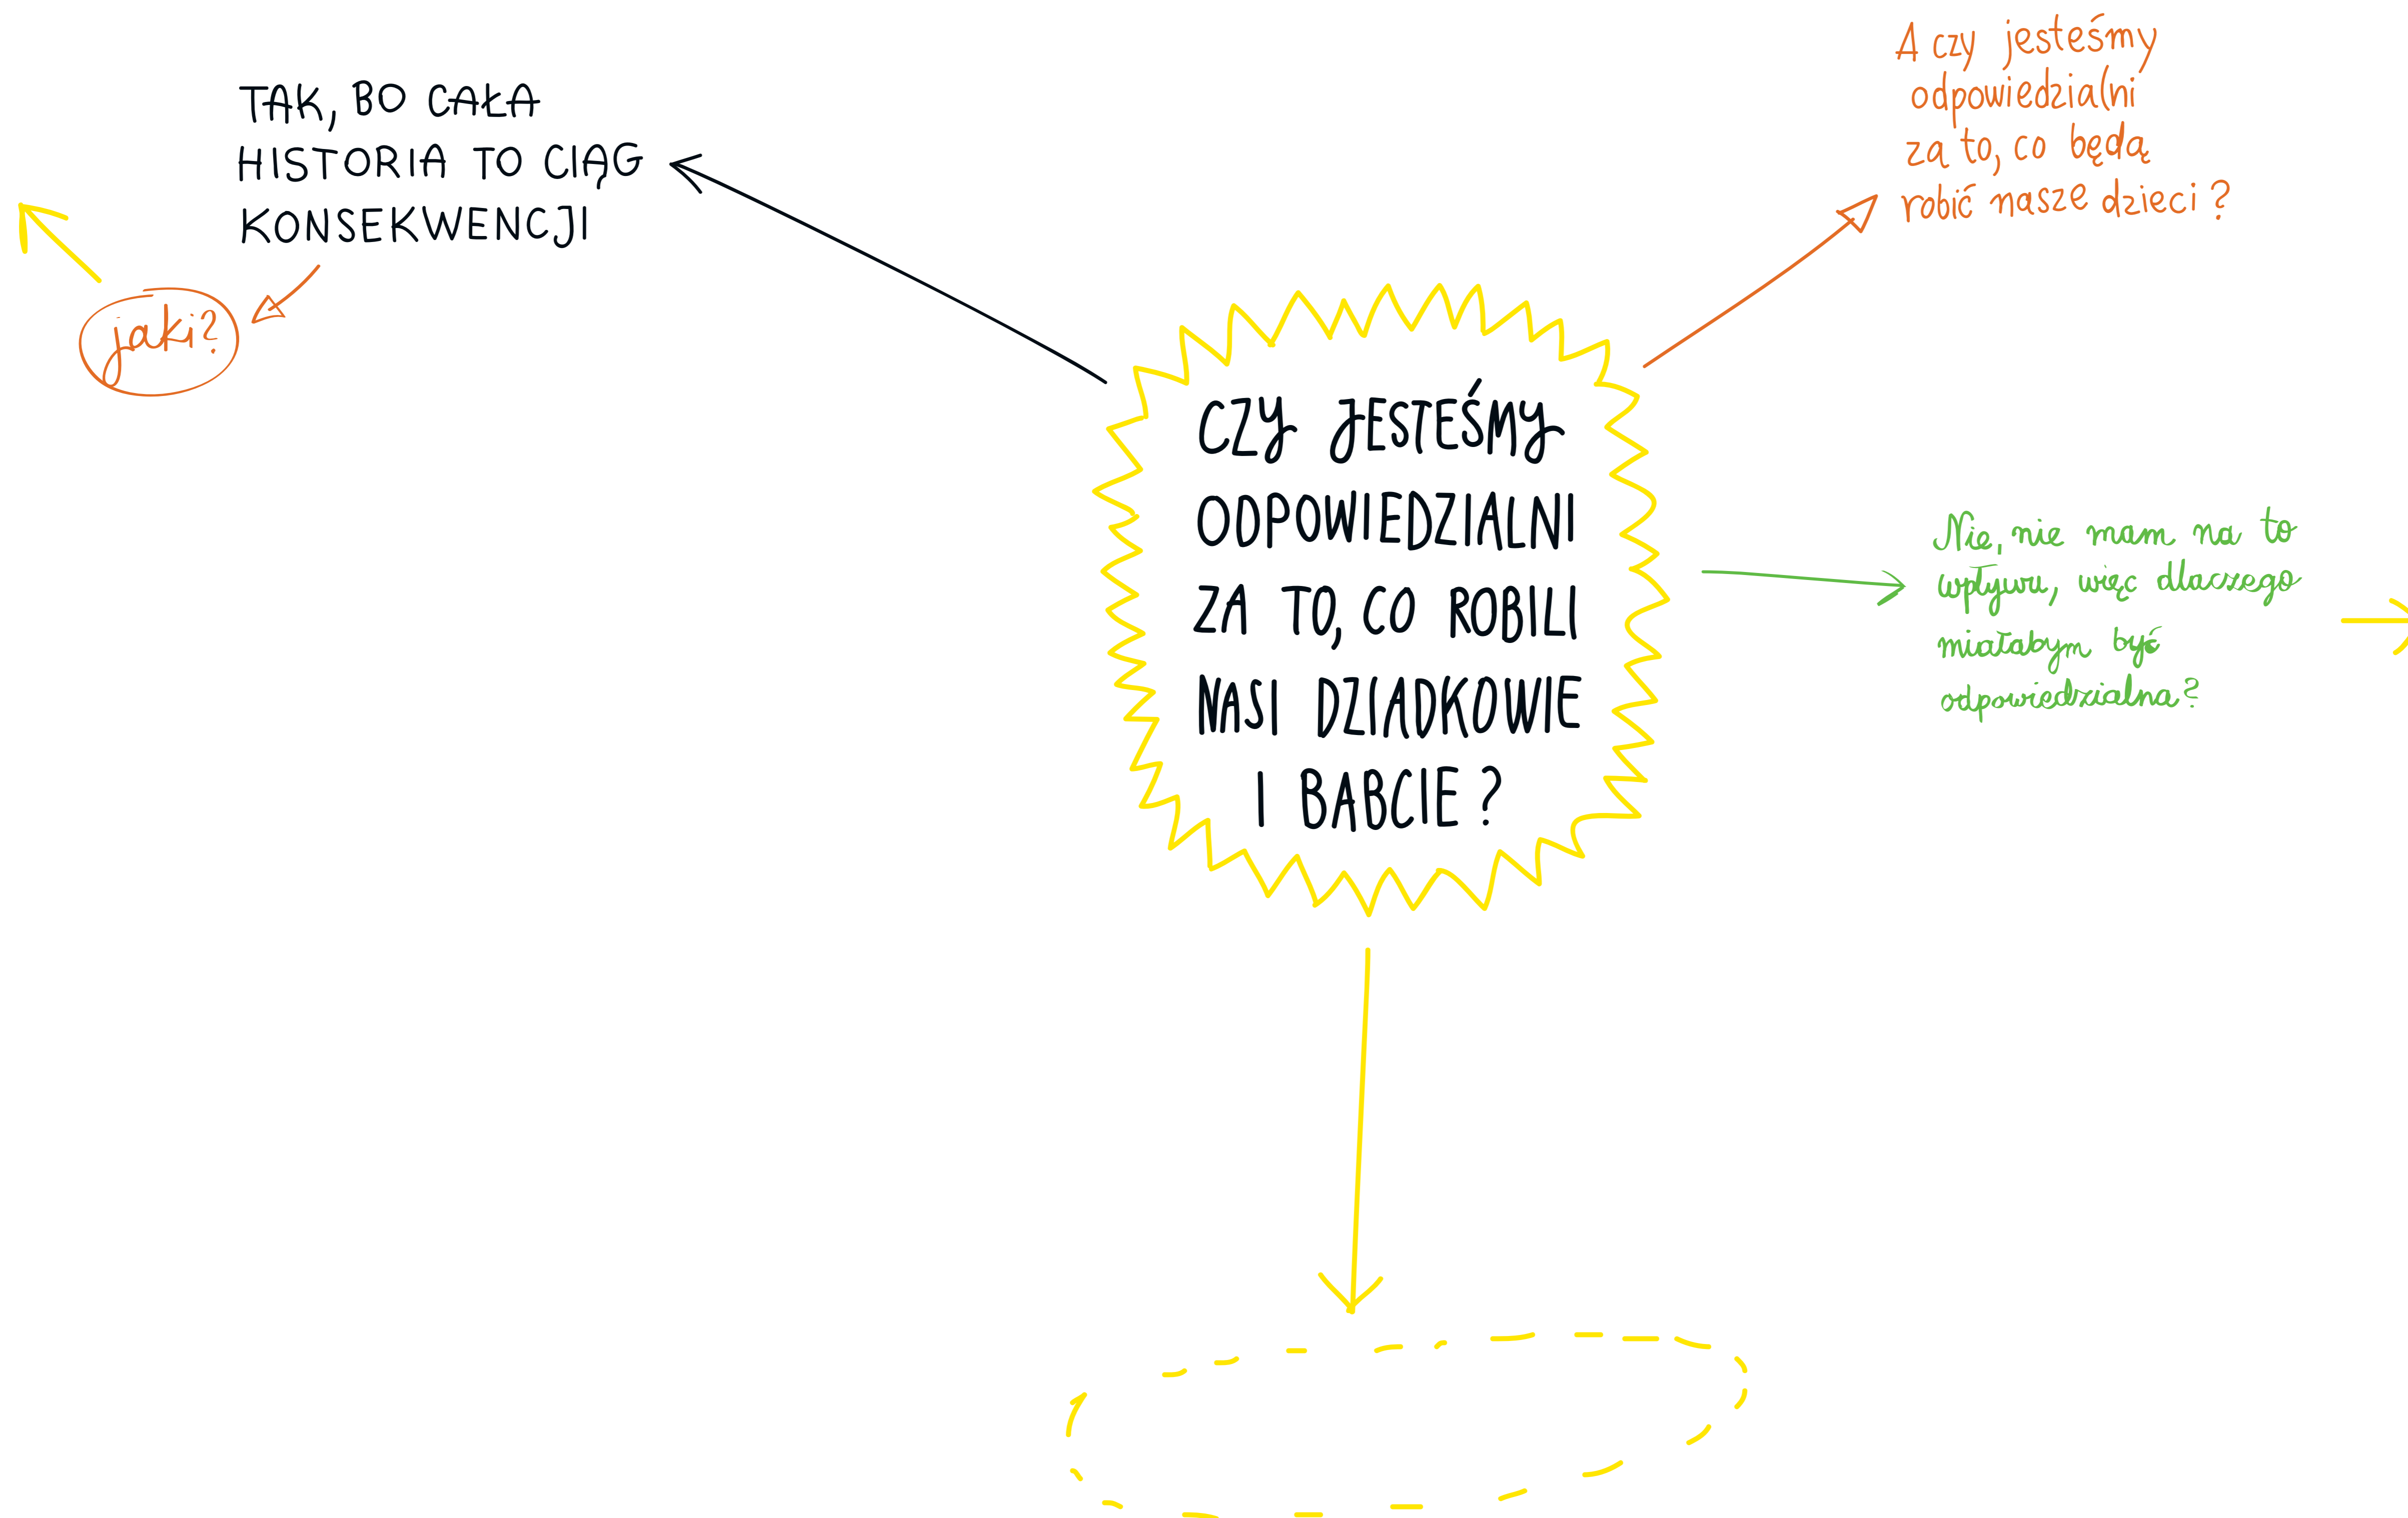 TAK, BO CAŁA
HISTORIA TO CIĄG
KONSEKWENCJI
jaki?
CZY JESTEŚMY
ODPOWIEDZIALNI
ZA TO, CO ROBILI
NASI DZIADKOWIE
I BABCIE?
A czy jesteśmy
odpowiedzialni
za to, co będą
robić nasze dzieci?
Nie, nie mam na to
wpływu, więc dlaczego
miałabym być
odpowiedzialna?